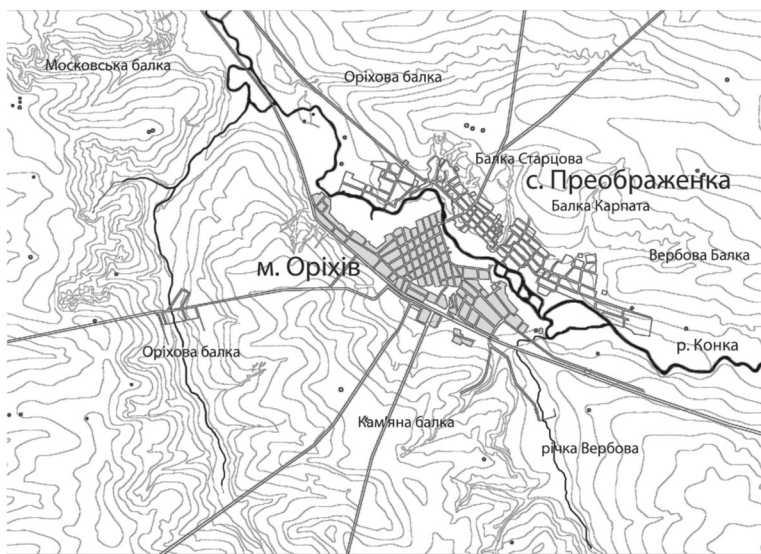 Московська балка
Оріхова балка
Балка Старцова
с. Преображенка
Балка Карпата
Вербова Балка
м. Оріхів
р. Конка
Оріхова балка
Кам'яна балка
річка Вербова